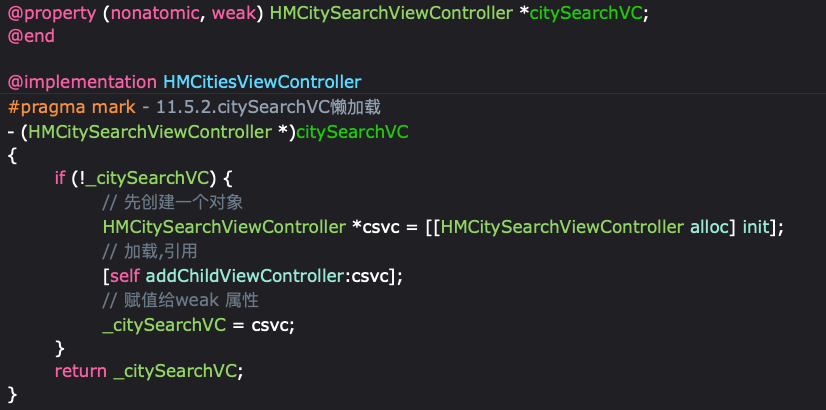 @property (nonatomic, weak) HMCitySearchViewController *citySearchVC;
@end
@implementation HMCitiesViewController
#pragma mark - 11.5.2.citySearchVC懒加载
- (HMCitySearchViewController *)citySearchVC
{
if (!_citySearchVC) {
// 先创建一个对象
HMCitySearchViewController *csvc = [[HMCitySearchViewController alloc] init];
// 加载,引用
[self addChildViewController:csvc];
// 赋值给weak 属性
_citySearchVC = csvc;
}
return _citySearchVC;
}